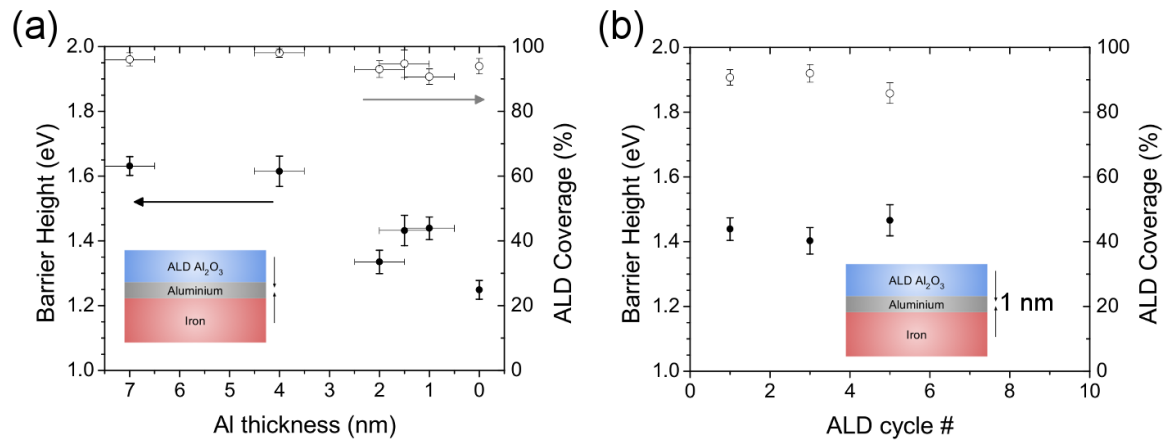 (a)
2.0
1.8
1.6
1.4
1.2
1.0
Barrier Height (eV)
100
80
60
40
20
0
ALD Coverage (%)
ALD Al₂O₃
Aluminium
Iron
7 6 5 4 3 2 1 0
Al thickness (nm)
(b)
2.0
1.8
1.6
1.4
1.2
1.0
Barrier Height (eV)
100
80
60
40
20
0
ALD Coverage (%)
ALD Al₂O₃
Aluminium
Iron
1 nm
0 2 4 6 8 10
ALD cycle #